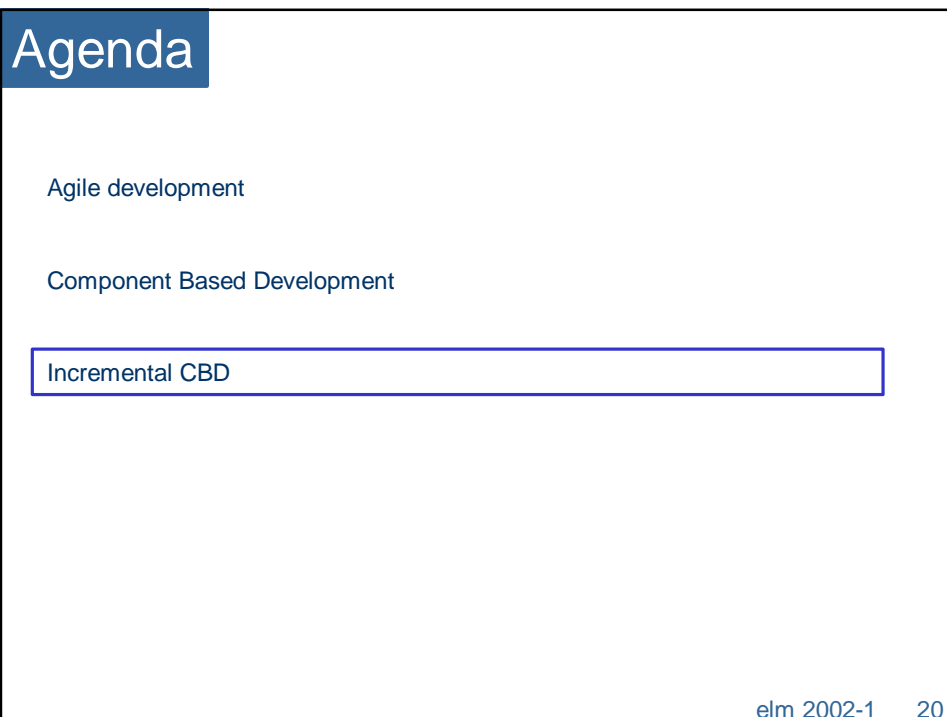 Agenda
Agile development
Component Based Development
Incremental CBD
elm 2002-1 20